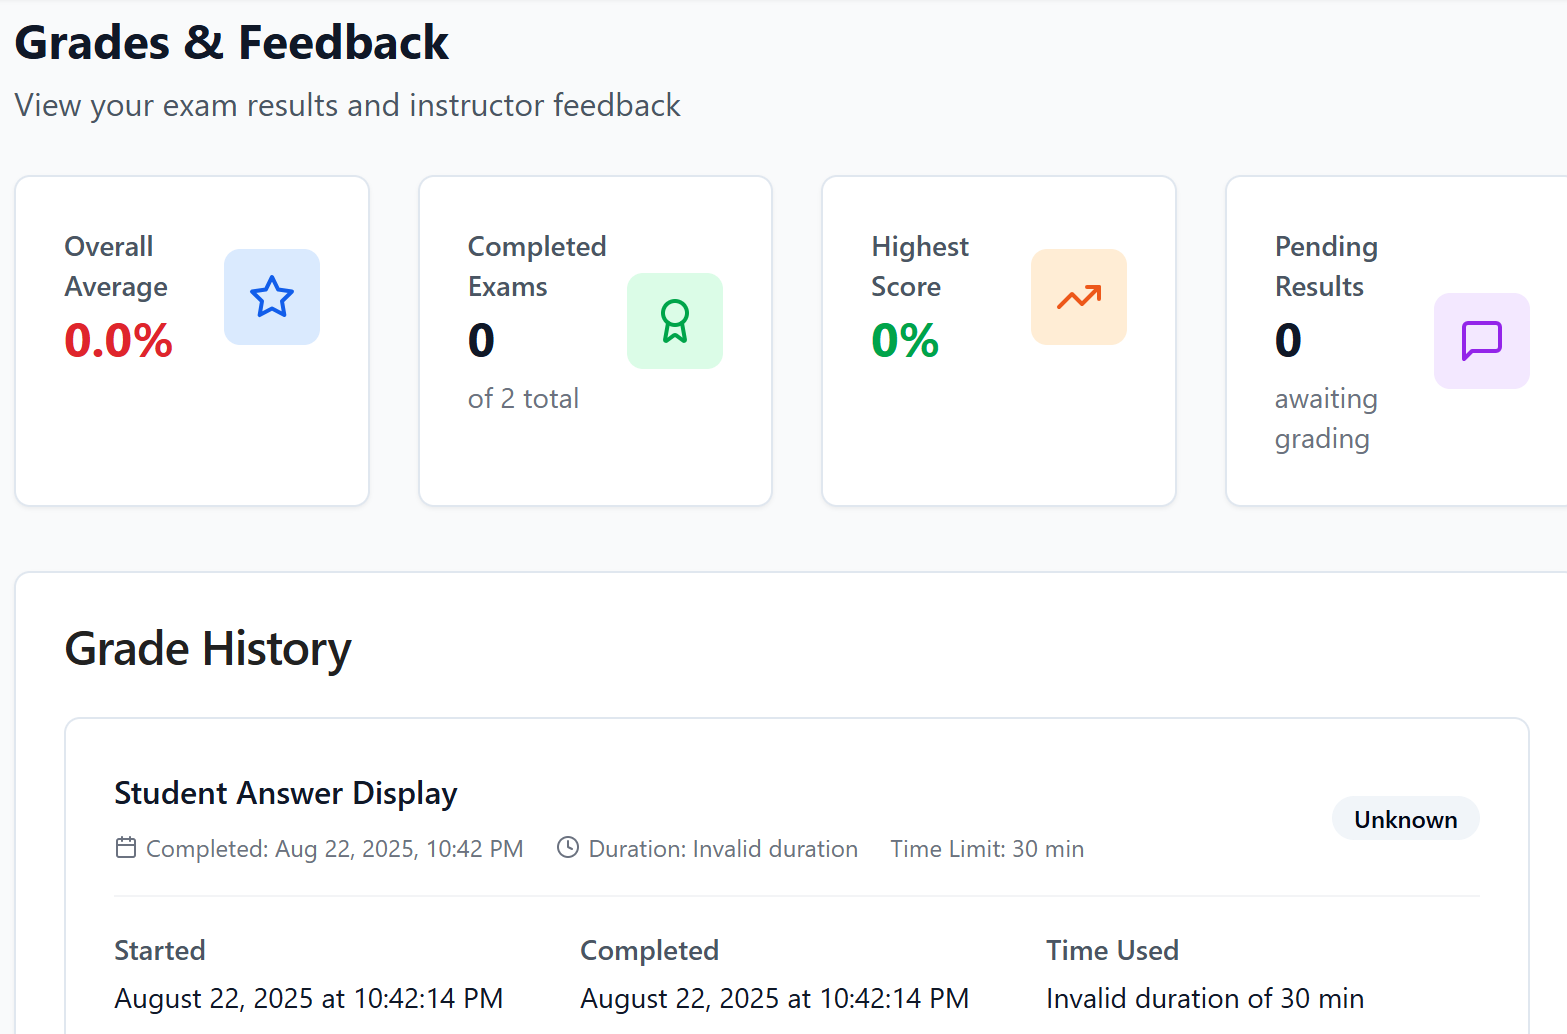 Grades & Feedback
View your exam results and instructor feedback
Overall
Average
0.0%
Completed
Exams
0
of 2 total
Highest
Score
0%
Pending
Results
0
awaiting
grading
Grade History
Student Answer Display
Unknown
Completed: Aug 22, 2025, 10:42 PM Duration: Invalid duration Time Limit: 30 min
Started Completed Time Used
August 22, 2025 at 10:42:14 PM August 22, 2025 at 10:42:14 PM Invalid duration of 30 min